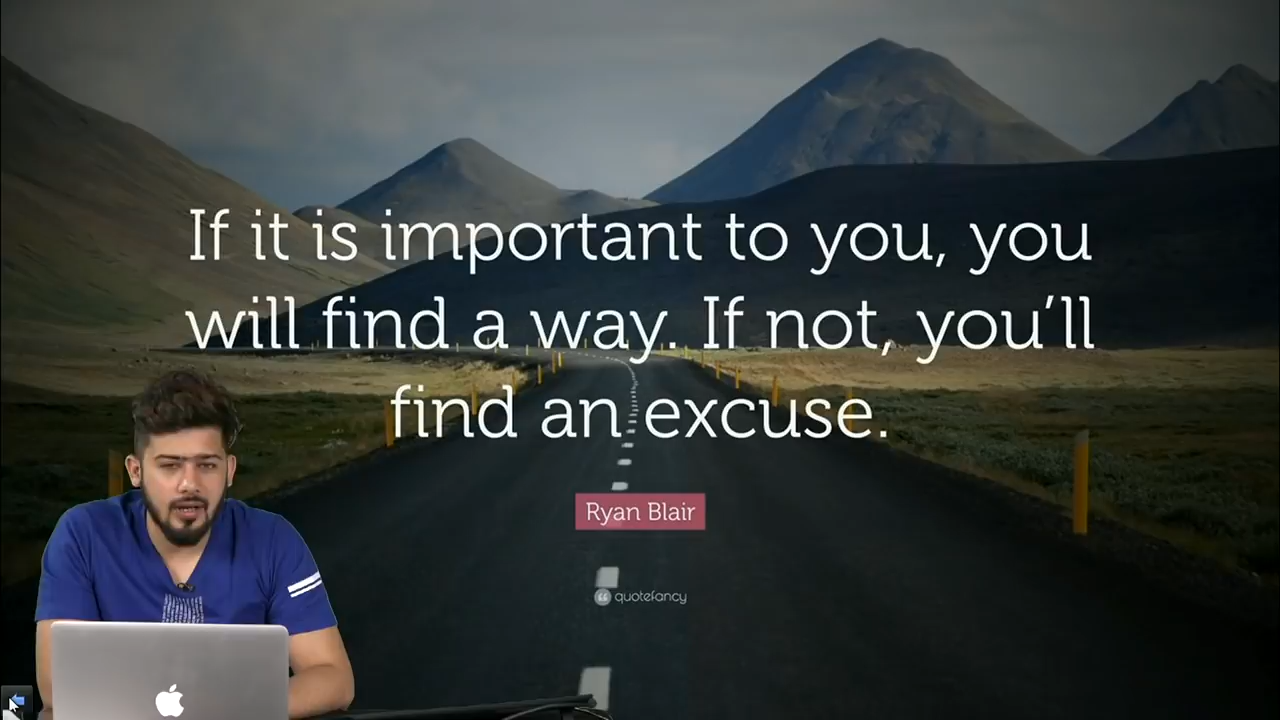 If it is important to you, you
will find a way. If not, you’ll
find an excuse.
Ryan Blair
quotefancy